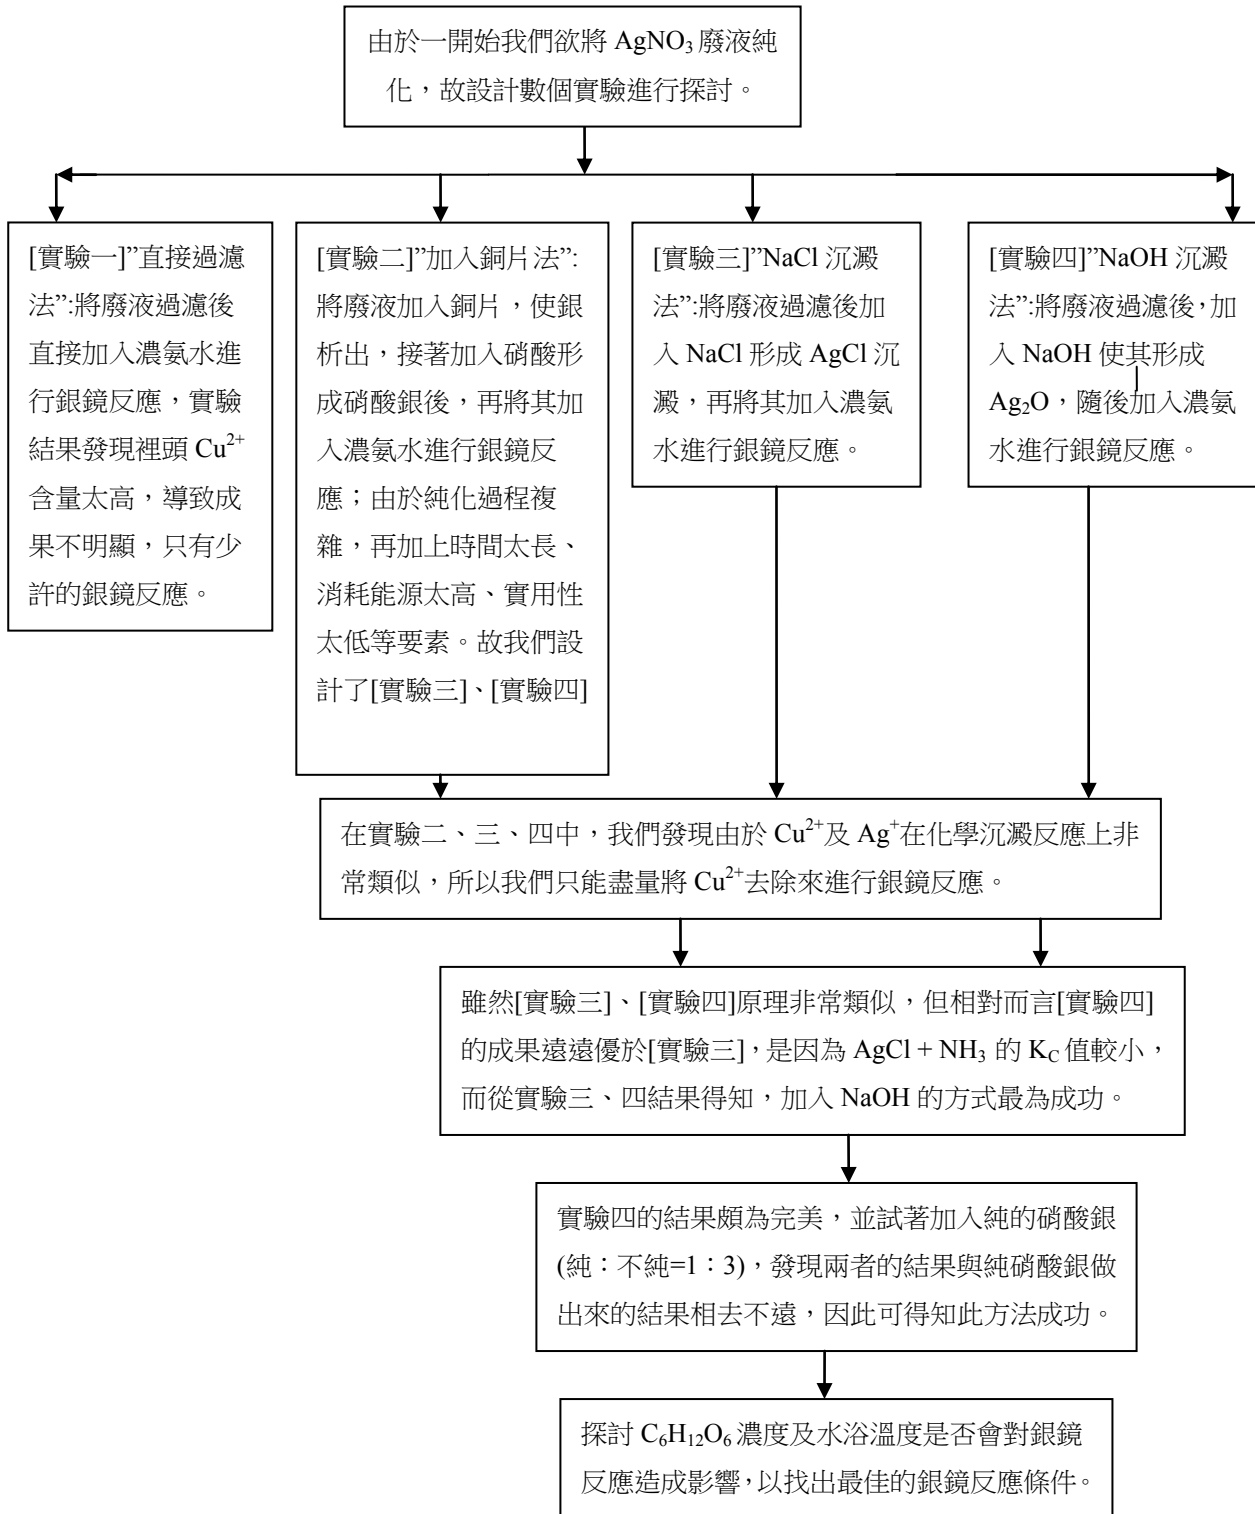 由於一開始我們欲將 AgNO₃ 廢液純
化，故設計數個實驗進行探討。
[實驗一]”直接過濾
法”:將廢液過濾後
直接加入濃氨水進
行銀鏡反應，實驗
結果發現裡頭 Cu²⁺
含量太高，導致成
果不明顯，只有少
許的銀鏡反應。
[實驗二]”加入銅片法”:
將廢液加入銅片，使銀
析出，接著加入硝酸形
成硝酸銀後，再將其加
入濃氨水進行銀鏡反
應；由於純化過程複
雜，再加上時間太長、
消耗能源太高、實用性
太低等要素。故我們設
計了[實驗三]、[實驗四]
[實驗三]”NaCl 沉澱
法”:將廢液過濾後加
入 NaCl 形成 AgCl 沉
澱，再將其加入濃氨
水進行銀鏡反應。
[實驗四]”NaOH 沉澱
法”:將廢液過濾後，加
入 NaOH 使其形成
Ag₂O，隨後加入濃氨
水進行銀鏡反應。
在實驗二、三、四中，我們發現由於 Cu²⁺及 Ag⁺在化學沉澱反應上非
常類似，所以我們只能盡量將 Cu²⁺去除來進行銀鏡反應。
雖然[實驗三]、[實驗四]原理非常類似，但相對而言[實驗四]
的成果遠遠優於[實驗三]，是因為 AgCl + NH₃ 的 K_C 值較小，
而從實驗三、四結果得知，加入 NaOH 的方式最為成功。
實驗四的結果頗為完美，並試著加入純的硝酸銀
(純：不純=1：3)，發現兩者的結果與純硝酸銀做
出來的結果相去不遠，因此可得知此方法成功。
探討 C₆H₁₂O₆ 濃度及水浴溫度是否會對銀鏡
反應造成影響，以找出最佳的銀鏡反應條件。